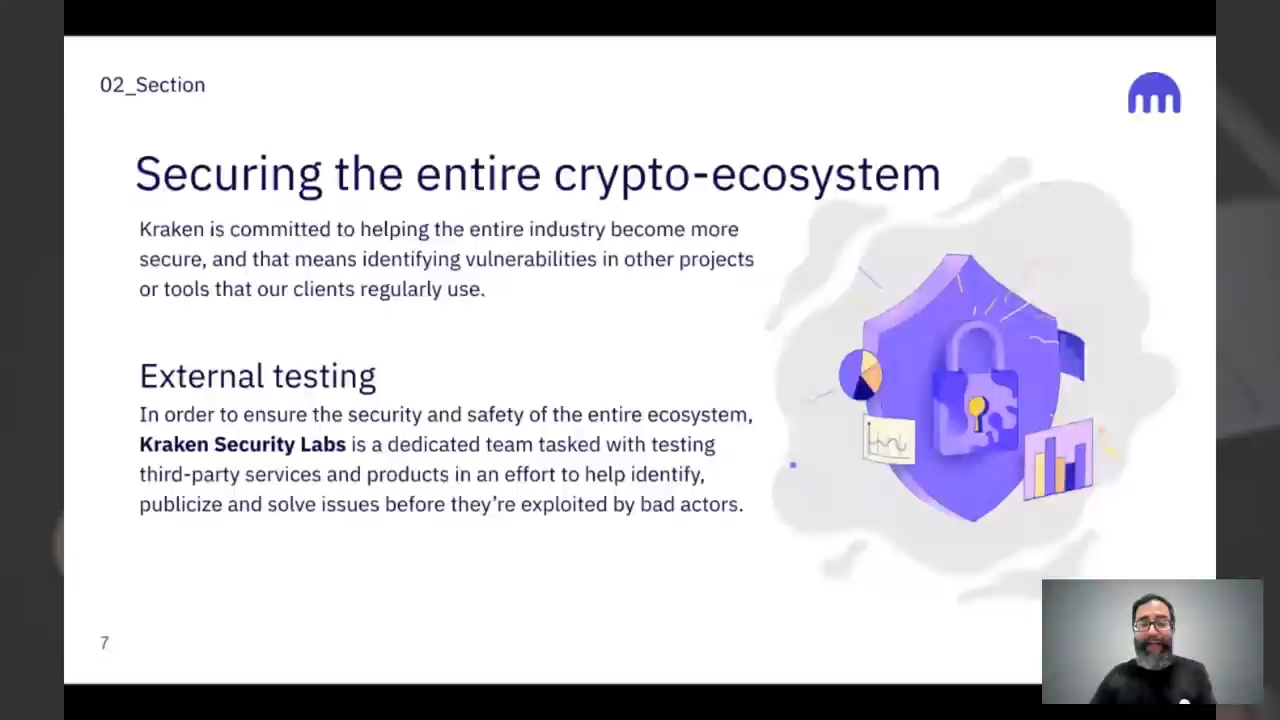 02_Section
Securing the entire crypto-ecosystem
Kraken is committed to helping the entire industry become more
secure, and that means identifying vulnerabilities in other projects
or tools that our clients regularly use.
External testing
In order to ensure the security and safety of the entire ecosystem,
Kraken Security Labs is a dedicated team tasked with testing
third-party services and products in an effort to help identify,
publicize and solve issues before they’re exploited by bad actors.
7